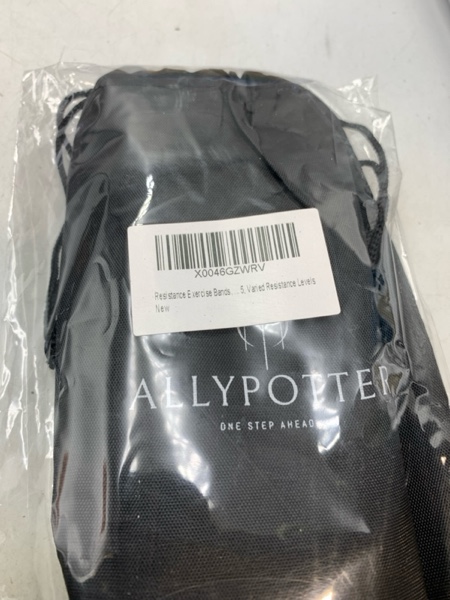 X0046GZWRV
Resistance Exercise Bands ... 5, Varied Resistance Levels
New
ALLYPOTTER
ONE STEP AHEAD